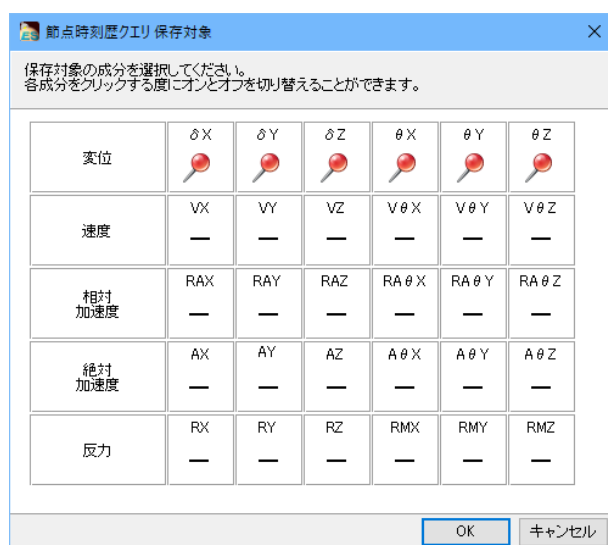 節点時刻歴クエリ 保存対象
保存対象の成分を選択してください。
各成分をクリックする度にオンとオフを切り替えることができます。
変位 δX δY δZ θX θY θZ
速度 VX VY VZ VθX VθY VθZ
相対
加速度 RAX RAY RAZ RAθX RAθY RAθZ
絶対
加速度 AX AY AZ AθX AθY AθZ
反力 RX RY RZ RMX RMY RMZ
OK キャンセル